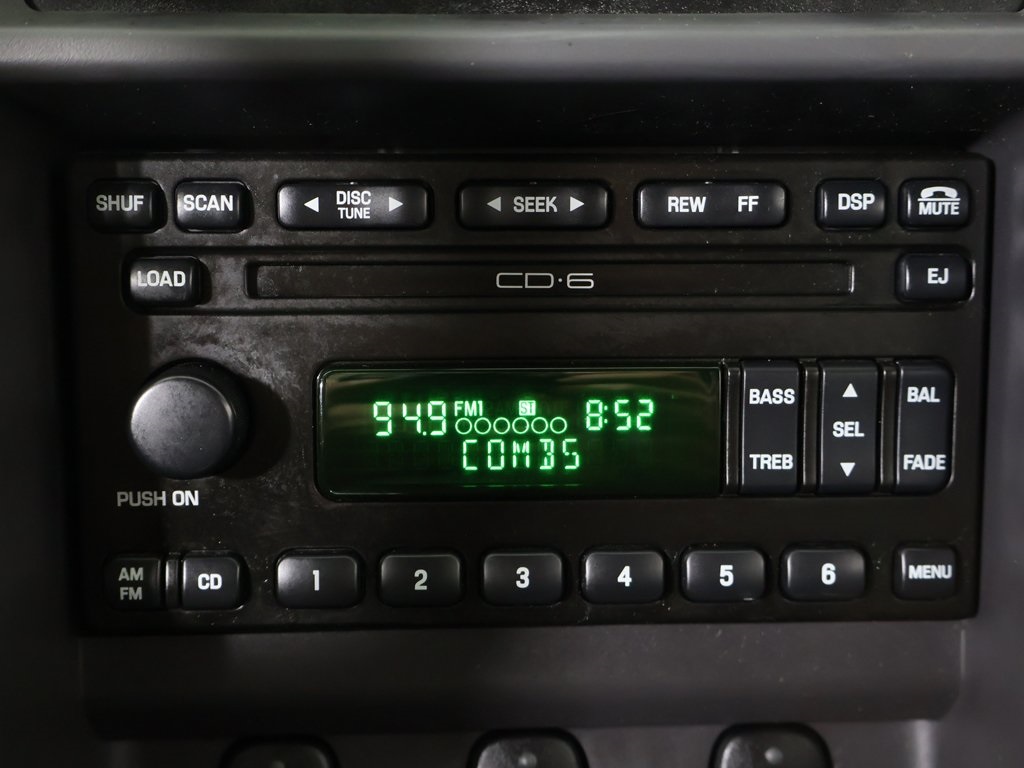 SHUF SCAN ◄ DISC TUNE ► ◄ SEEK ► REW FF DSP MUTE
LOAD CD·6 EJ
94.9 FM1 ST 8:52
COMBS
BASS ▲ BAL
SEL
TREB ▼ FADE
PUSH ON
AM FM CD 1 2 3 4 5 6 MENU